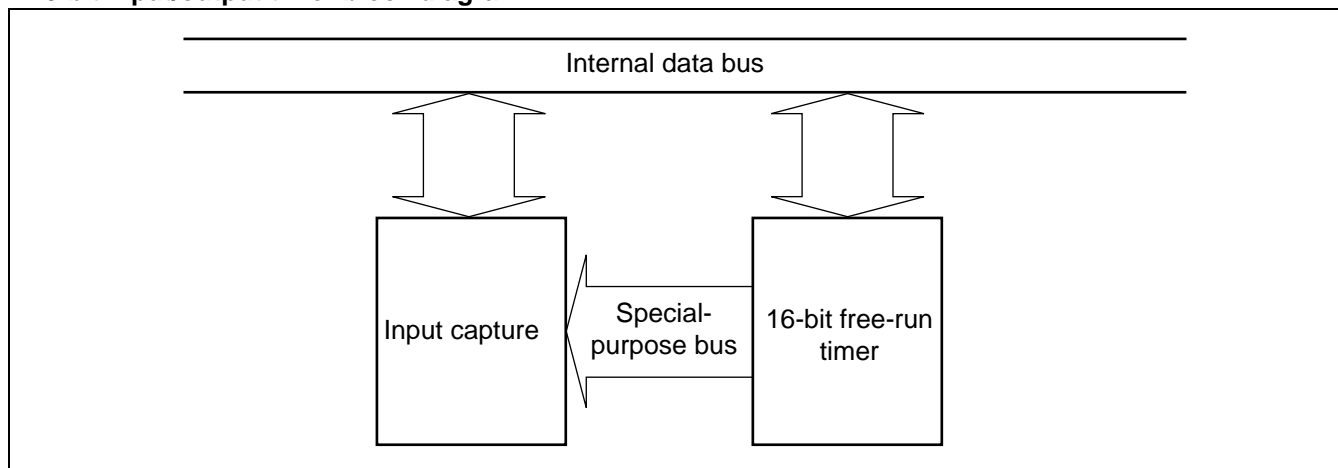 Internal data bus
Input capture
Special-
purpose bus
16-bit free-run
timer